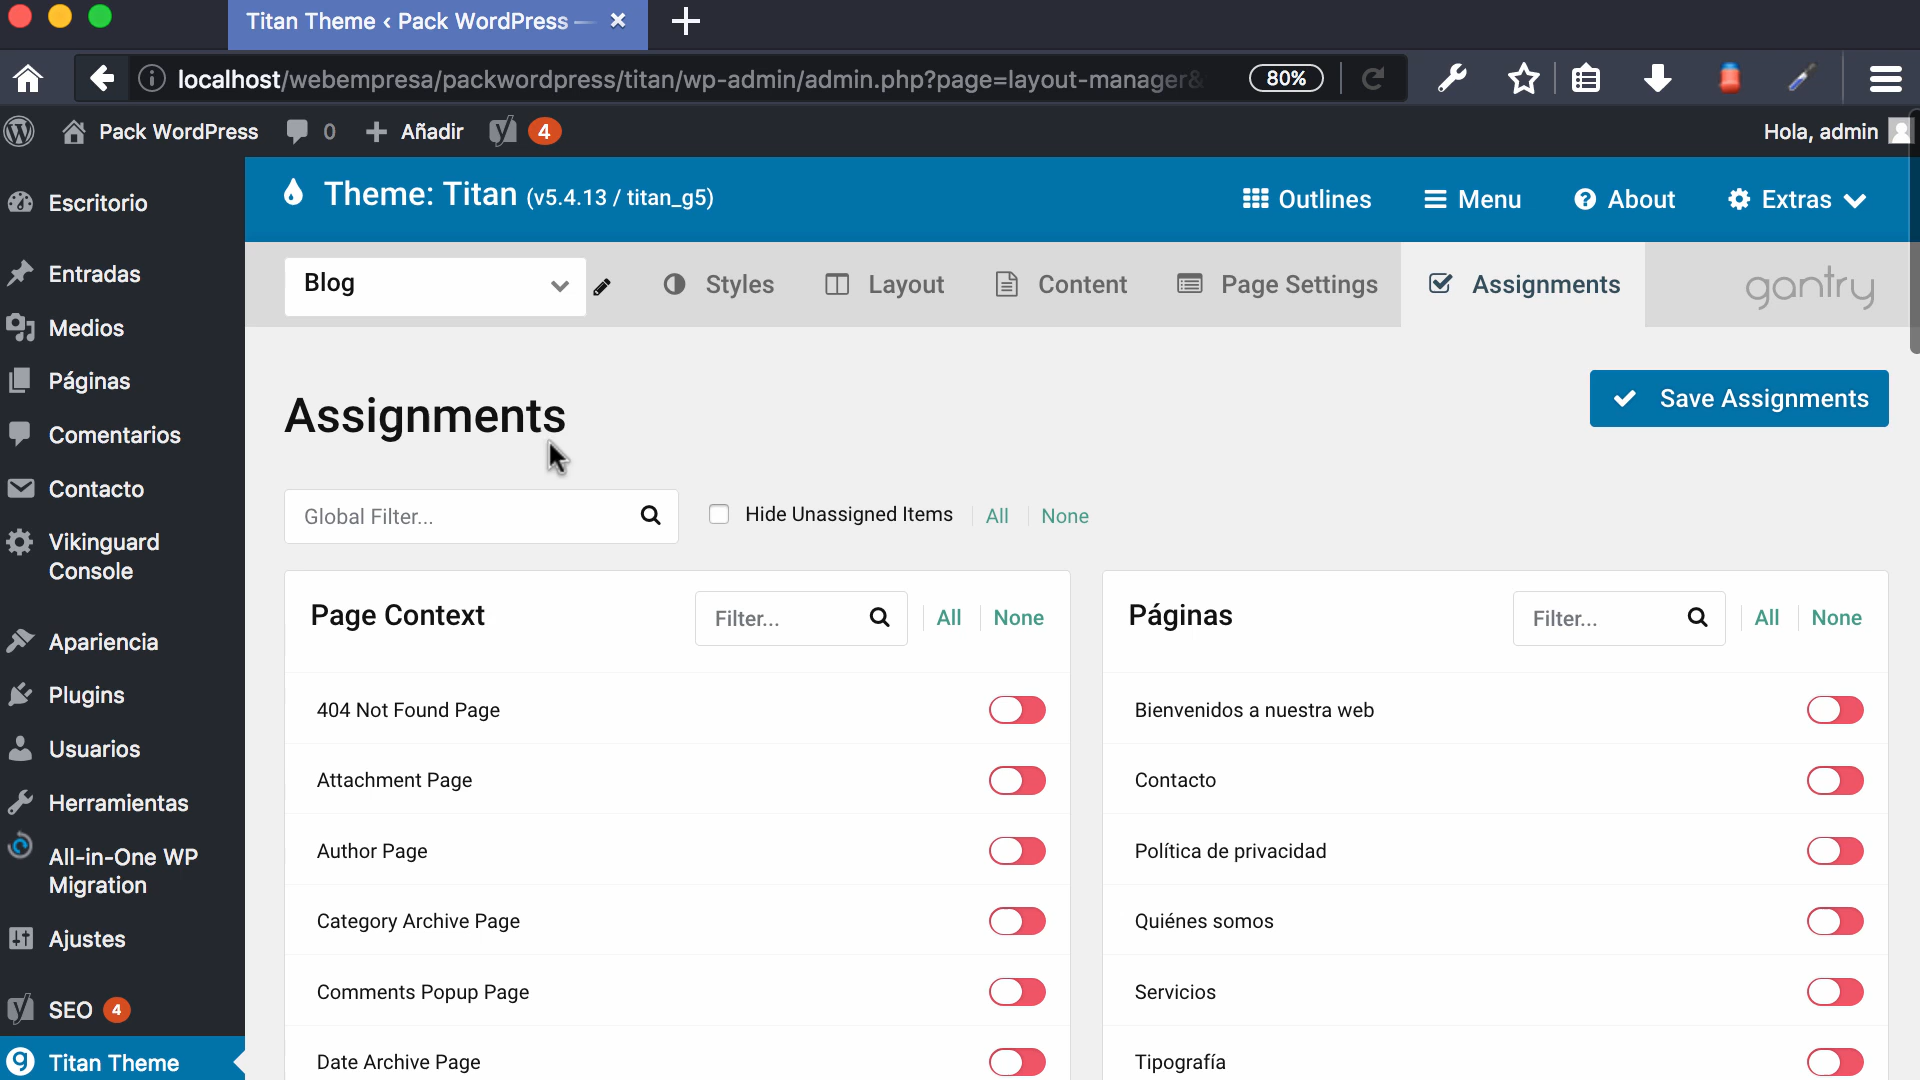 Titan Theme ‹ Pack WordPress —
localhost/webempresa/packwordpress/titan/wp-admin/admin.php?page=layout-manager&
80%
Pack WordPress
0
Añadir
4
Hola, admin
Escritorio
Entradas
Medios
Páginas
Comentarios
Contacto
Vikinguard
Console
Apariencia
Plugins
Usuarios
Herramientas
All-in-One WP
Migration
Ajustes
SEO 4
Titan Theme
Theme: Titan (v5.4.13 / titan_g5)
Outlines
Menu
About
Extras
Blog
Styles
Layout
Content
Page Settings
Assignments
gantry
Assignments
Save Assignments
Global Filter...
Hide Unassigned Items
All
None
Page Context
Filter...
All
None
404 Not Found Page
Attachment Page
Author Page
Category Archive Page
Comments Popup Page
Date Archive Page
Páginas
Filter...
All
None
Bienvenidos a nuestra web
Contacto
Política de privacidad
Quiénes somos
Servicios
Tipografía